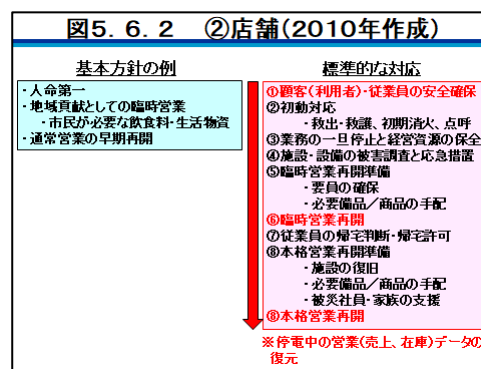 図5.6.2 ②店舗(2010年作成)
基本方針の例
・人命第一
・地域貢献としての臨時営業
・市民が必要な飲食料・生活物資
・通常営業の早期再開
標準的な対応
①顧客(利用者)・従業員の安全確保
②初動対応
・救出・救護、初期消火、点呼
③業務の一旦停止と経営資源の保全
④施設・設備の被害調査と応急措置
⑤臨時営業再開準備
・要員の確保
・必要備品/商品の手配
⑥臨時営業再開
⑦従業員の帰宅判断・帰宅許可
⑧本格営業再開準備
・施設の復旧
・必要備品/商品の手配
・被災社員・家族の支援
⑧本格営業再開
※停電中の営業(売上、在庫)データの
復元